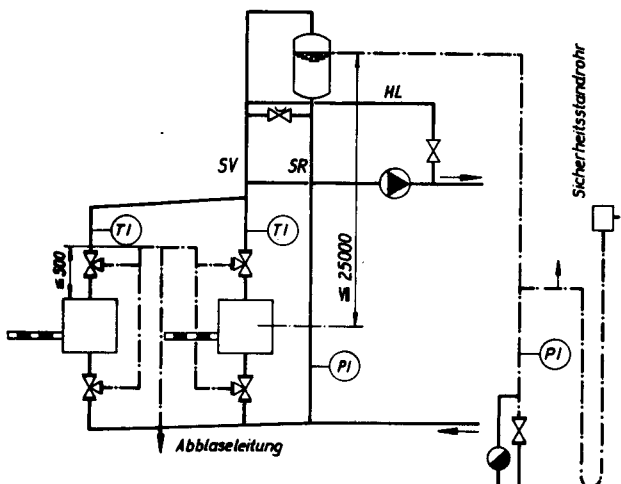 HL
SV
SR
Sicherheitsstandrohr
TI
TI
≤ 500
≤ 25000
PI
PI
Abblaseleitung